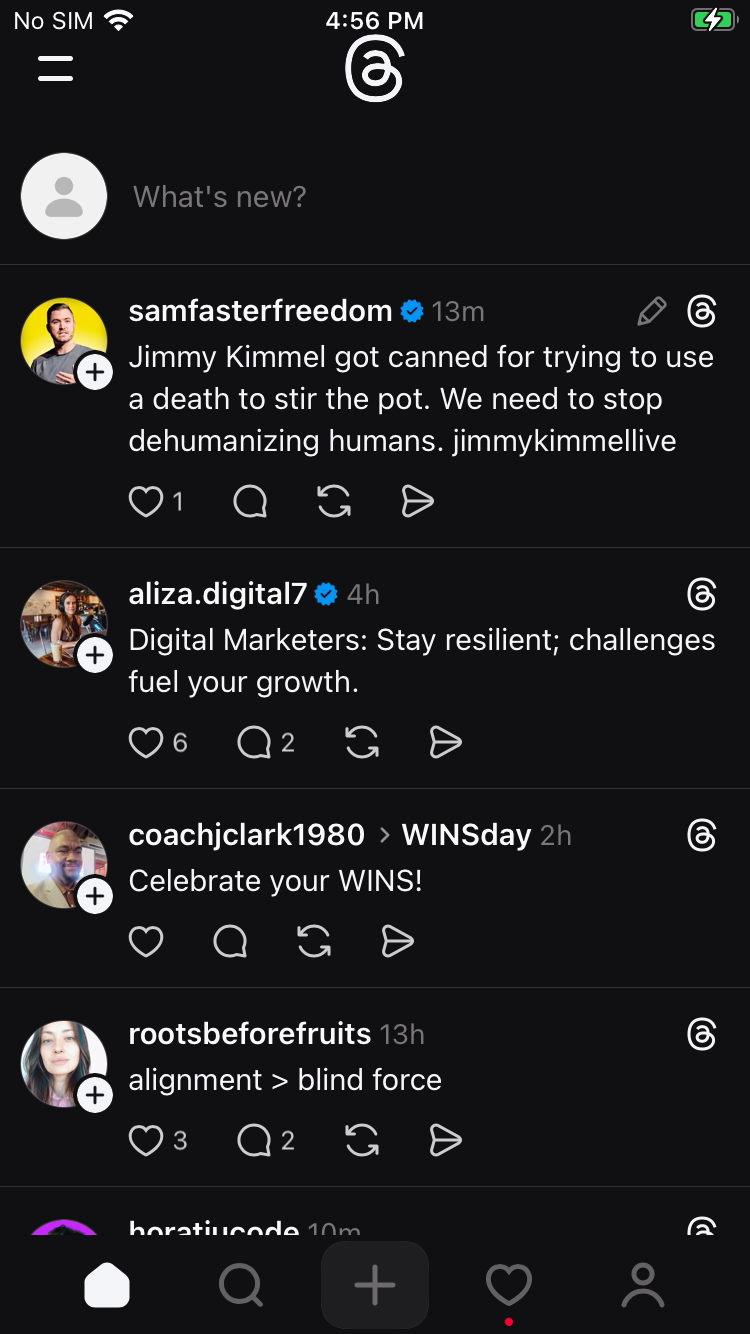 No SIM 4:56 PM
What's new?
samfasterfreedom 13m
Jimmy Kimmel got canned for trying to use
a death to stir the pot. We need to stop
dehumanizing humans. jimmykimmellive
1
aliza.digital7 4h
Digital Marketers: Stay resilient; challenges
fuel your growth.
6 2
coachjclark1980 > WINSday 2h
Celebrate your WINS!
rootsbeforefruits 13h
alignment > blind force
3 2
horatiucode 10m